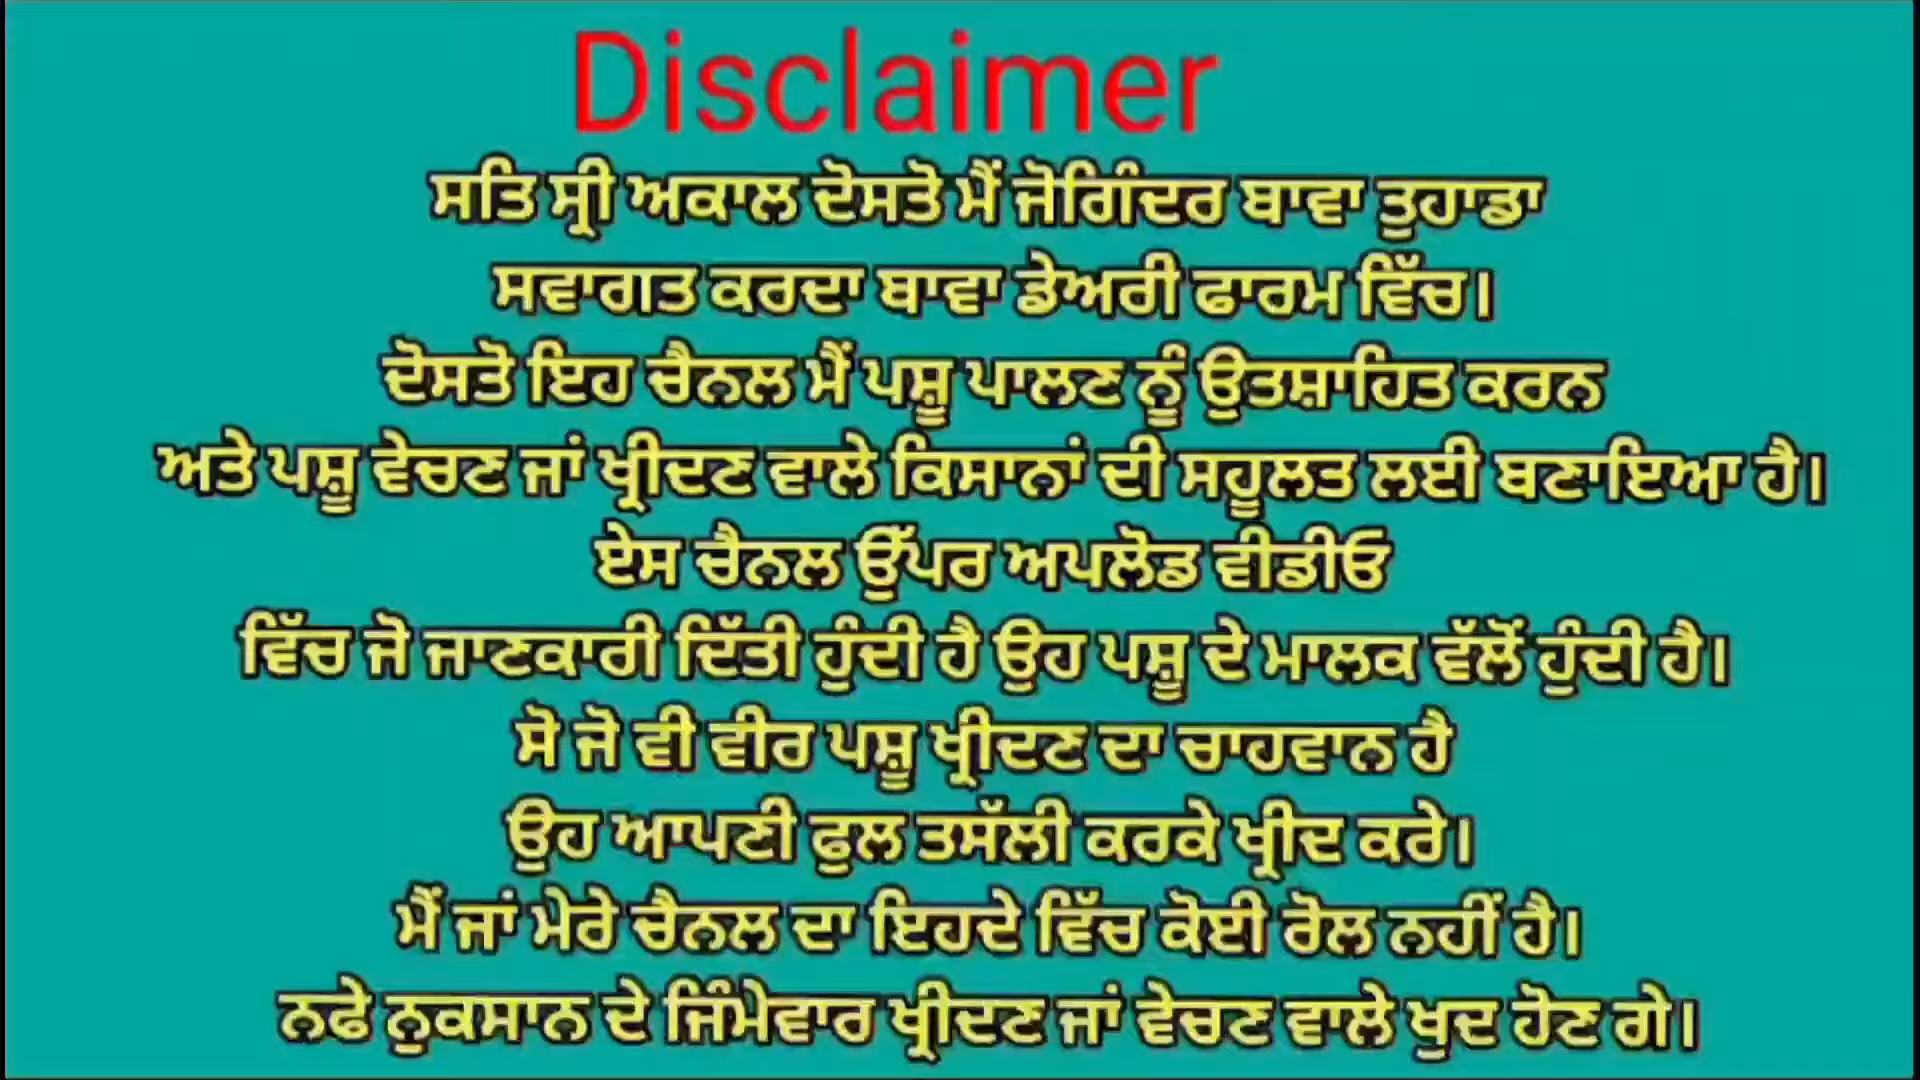 Disclaimer
ਸਤਿ ਸ੍ਰੀ ਅਕਾਲ ਦੋਸਤੋ ਮੈਂ ਜੋਗਿੰਦਰ ਬਾਵਾ ਤੁਹਾਡਾ
ਸਵਾਗਤ ਕਰਦਾ ਬਾਵਾ ਡੇਅਰੀ ਫਾਰਮ ਵਿੱਚ।
ਦੋਸਤੋ ਇਹ ਚੈਨਲ ਮੈਂ ਪਸ਼ੂ ਪਾਲਣ ਨੂੰ ਉਤਸ਼ਾਹਿਤ ਕਰਨ
ਅਤੇ ਪਸ਼ੂ ਵੇਚਣ ਜਾਂ ਖ੍ਰੀਦਣ ਵਾਲੇ ਕਿਸਾਨਾਂ ਦੀ ਸਹੂਲਤ ਲਈ ਬਣਾਇਆ ਹੈ।
ਏਸ ਚੈਨਲ ਉੱਪਰ ਅਪਲੋਡ ਵੀਡੀਓ
ਵਿੱਚ ਜੋ ਜਾਣਕਾਰੀ ਦਿੱਤੀ ਹੁੰਦੀ ਹੈ ਉਹ ਪਸ਼ੂ ਦੇ ਮਾਲਕ ਵੱਲੋਂ ਹੁੰਦੀ ਹੈ।
ਸੋ ਜੋ ਵੀ ਵੀਰ ਪਸ਼ੂ ਖ੍ਰੀਦਣ ਦਾ ਚਾਹਵਾਨ ਹੈ
ਉਹ ਆਪਣੀ ਫੁਲ ਤਸੱਲੀ ਕਰਕੇ ਖ੍ਰੀਦ ਕਰੇ।
ਮੈਂ ਜਾਂ ਮੇਰੇ ਚੈਨਲ ਦਾ ਇਹਦੇ ਵਿੱਚ ਕੋਈ ਰੋਲ ਨਹੀਂ ਹੈ।
ਨਫੇ ਨੁਕਸਾਨ ਦੇ ਜਿੰਮੇਵਾਰ ਖ੍ਰੀਦਣ ਜਾਂ ਵੇਚਣ ਵਾਲੇ ਖੁਦ ਹੋਣ ਗੇ।